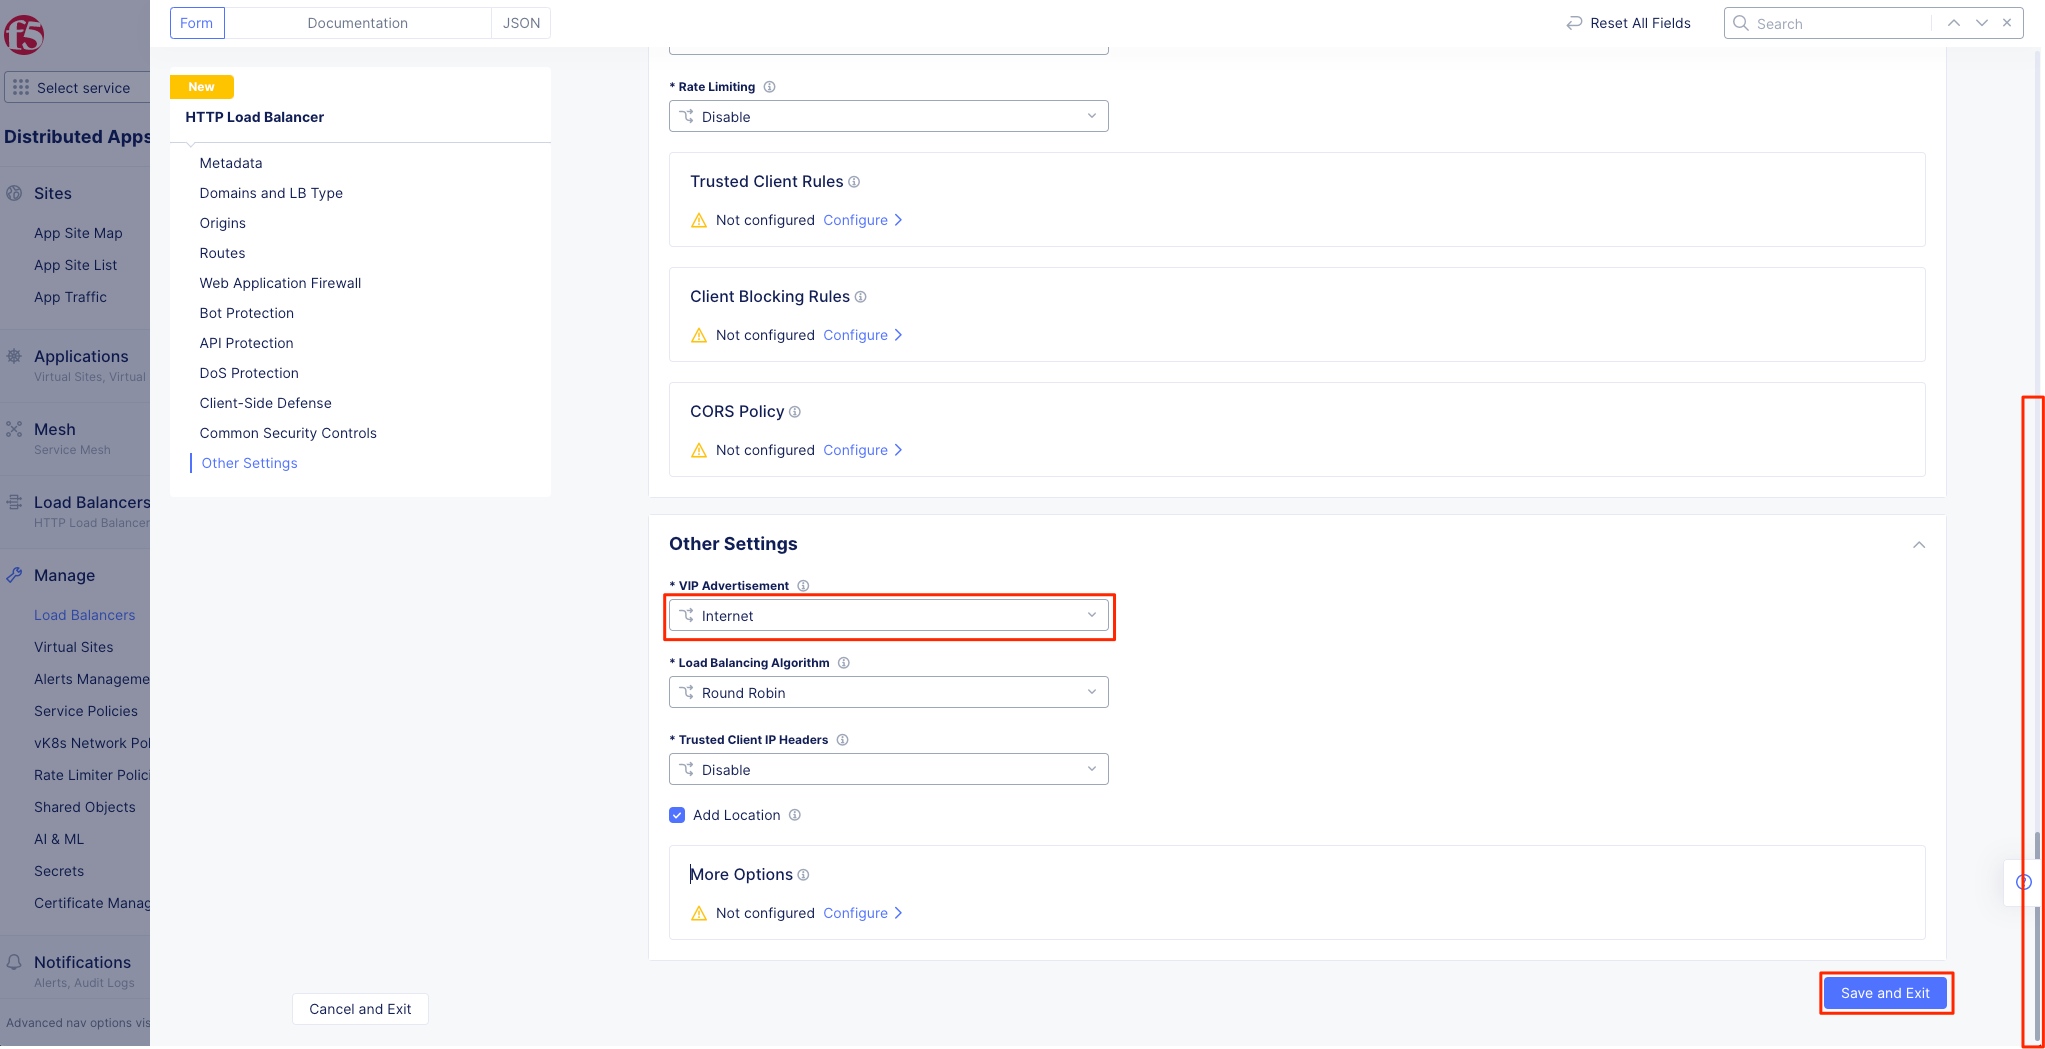 Form
Documentation
JSON
Reset All Fields
Search
f5
Select service
Distributed Apps
Sites
App Site Map
App Site List
App Traffic
Applications
Virtual Sites, Virtual
Mesh
Service Mesh
Load Balancers
HTTP Load Balancer
Manage
Load Balancers
Virtual Sites
Alerts Manageme
Service Policies
vK8s Network Pol
Rate Limiter Polici
Shared Objects
AI & ML
Secrets
Certificate Manag
Notifications
Alerts, Audit Logs
Advanced nav options vis
New
HTTP Load Balancer
Metadata
Domains and LB Type
Origins
Routes
Web Application Firewall
Bot Protection
API Protection
DoS Protection
Client-Side Defense
Common Security Controls
Other Settings
* Rate Limiting
Disable
Trusted Client Rules
Not configured Configure
Client Blocking Rules
Not configured Configure
CORS Policy
Not configured Configure
Other Settings
* VIP Advertisement
Internet
* Load Balancing Algorithm
Round Robin
* Trusted Client IP Headers
Disable
Add Location
More Options
Not configured Configure
Cancel and Exit
Save and Exit